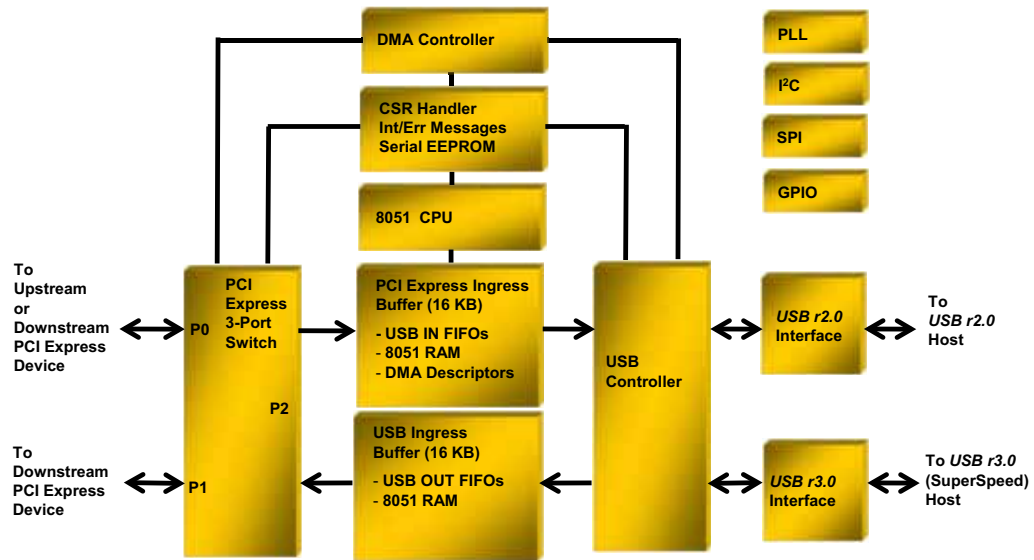 DMA Controller
CSR Handler
Int/Err Messages
Serial EEPROM
8051 CPU
PLL
I²C
SPI
GPIO
To
Upstream
or
Downstream
PCI Express
Device
P0
PCI
Express
3-Port
Switch
P2
P1
To
Downstream
PCI Express
Device
PCI Express Ingress
Buffer (16 KB)
- USB IN FIFOs
- 8051 RAM
- DMA Descriptors
USB Ingress
Buffer (16 KB)
- USB OUT FIFOs
- 8051 RAM
USB
Controller
USB r2.0
Interface
To
USB r2.0
Host
USB r3.0
Interface
To USB r3.0
(SuperSpeed)
Host